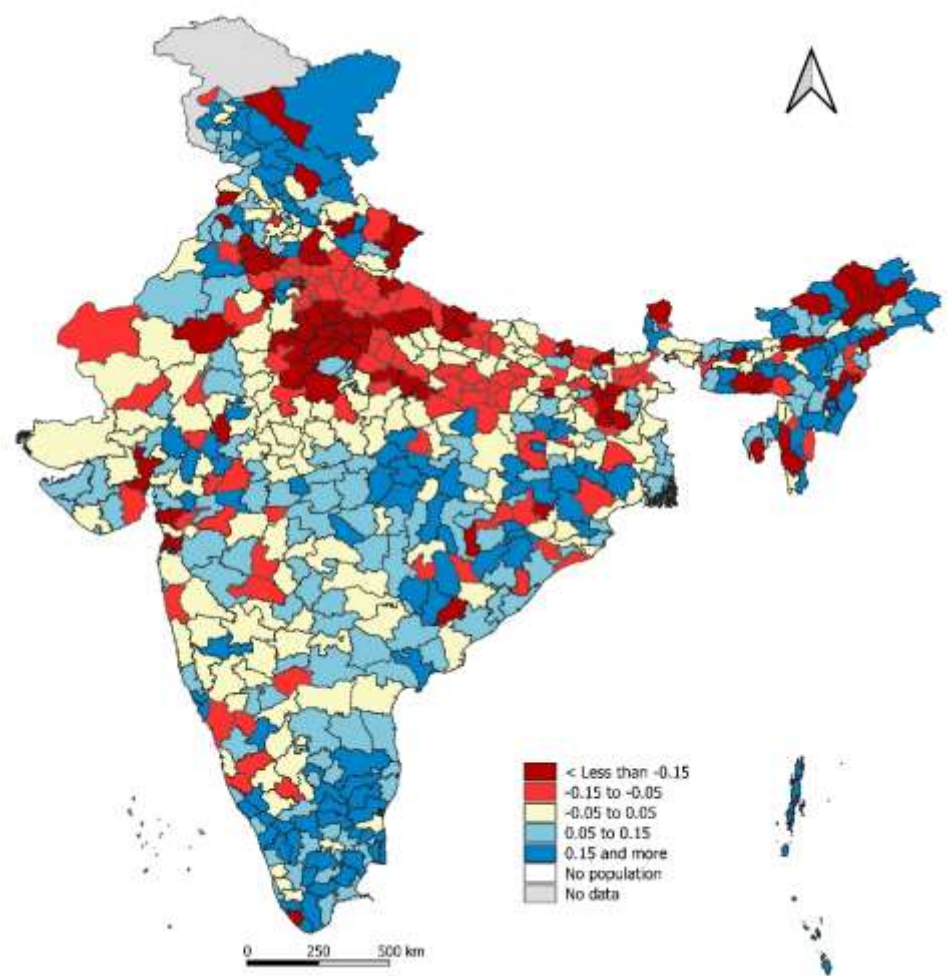 < Less than -0.15
-0.15 to -0.05
-0.05 to 0.05
0.05 to 0.15
0.15 and more
No population
No data
0 250 500 km